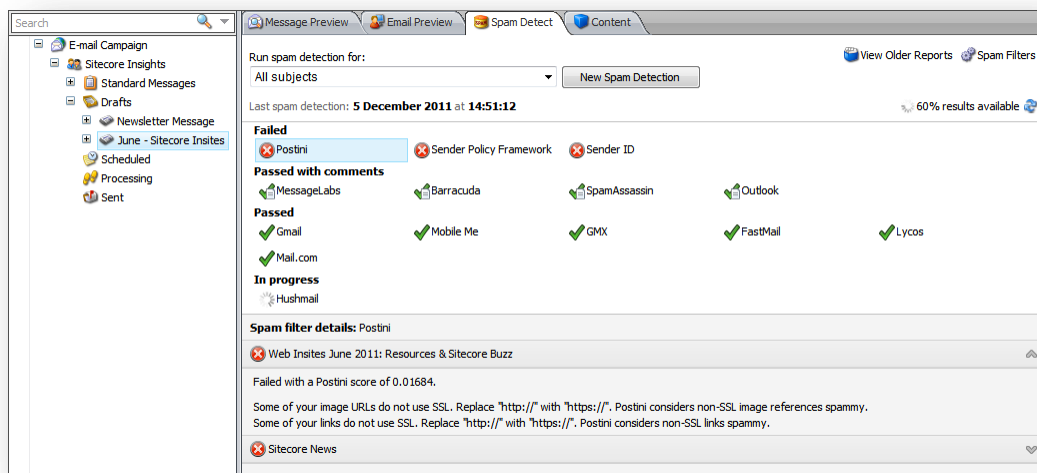 Search
E-mail Campaign
Sitecore Insights
Standard Messages
Drafts
Newsletter Message
June - Sitecore Insites
Scheduled
Processing
Sent
Message Preview
Email Preview
Spam Detect
Content
Run spam detection for:
All subjects
New Spam Detection
View Older Reports
Spam Filters
Last spam detection: 5 December 2011 at 14:51:12
60% results available
Failed
Postini
Sender Policy Framework
Sender ID
Passed with comments
MessageLabs
Barracuda
SpamAssassin
Outlook
Passed
Gmail
Mobile Me
GMX
FastMail
Lycos
Mail.com
In progress
Hushmail
Spam filter details: Postini
Web Insites June 2011: Resources & Sitecore Buzz
Failed with a Postini score of 0.01684.
Some of your image URLs do not use SSL. Replace "http://" with "https://". Postini considers non-SSL image references spammy.
Some of your links do not use SSL. Replace "http://" with "https://". Postini considers non-SSL links spammy.
Sitecore News